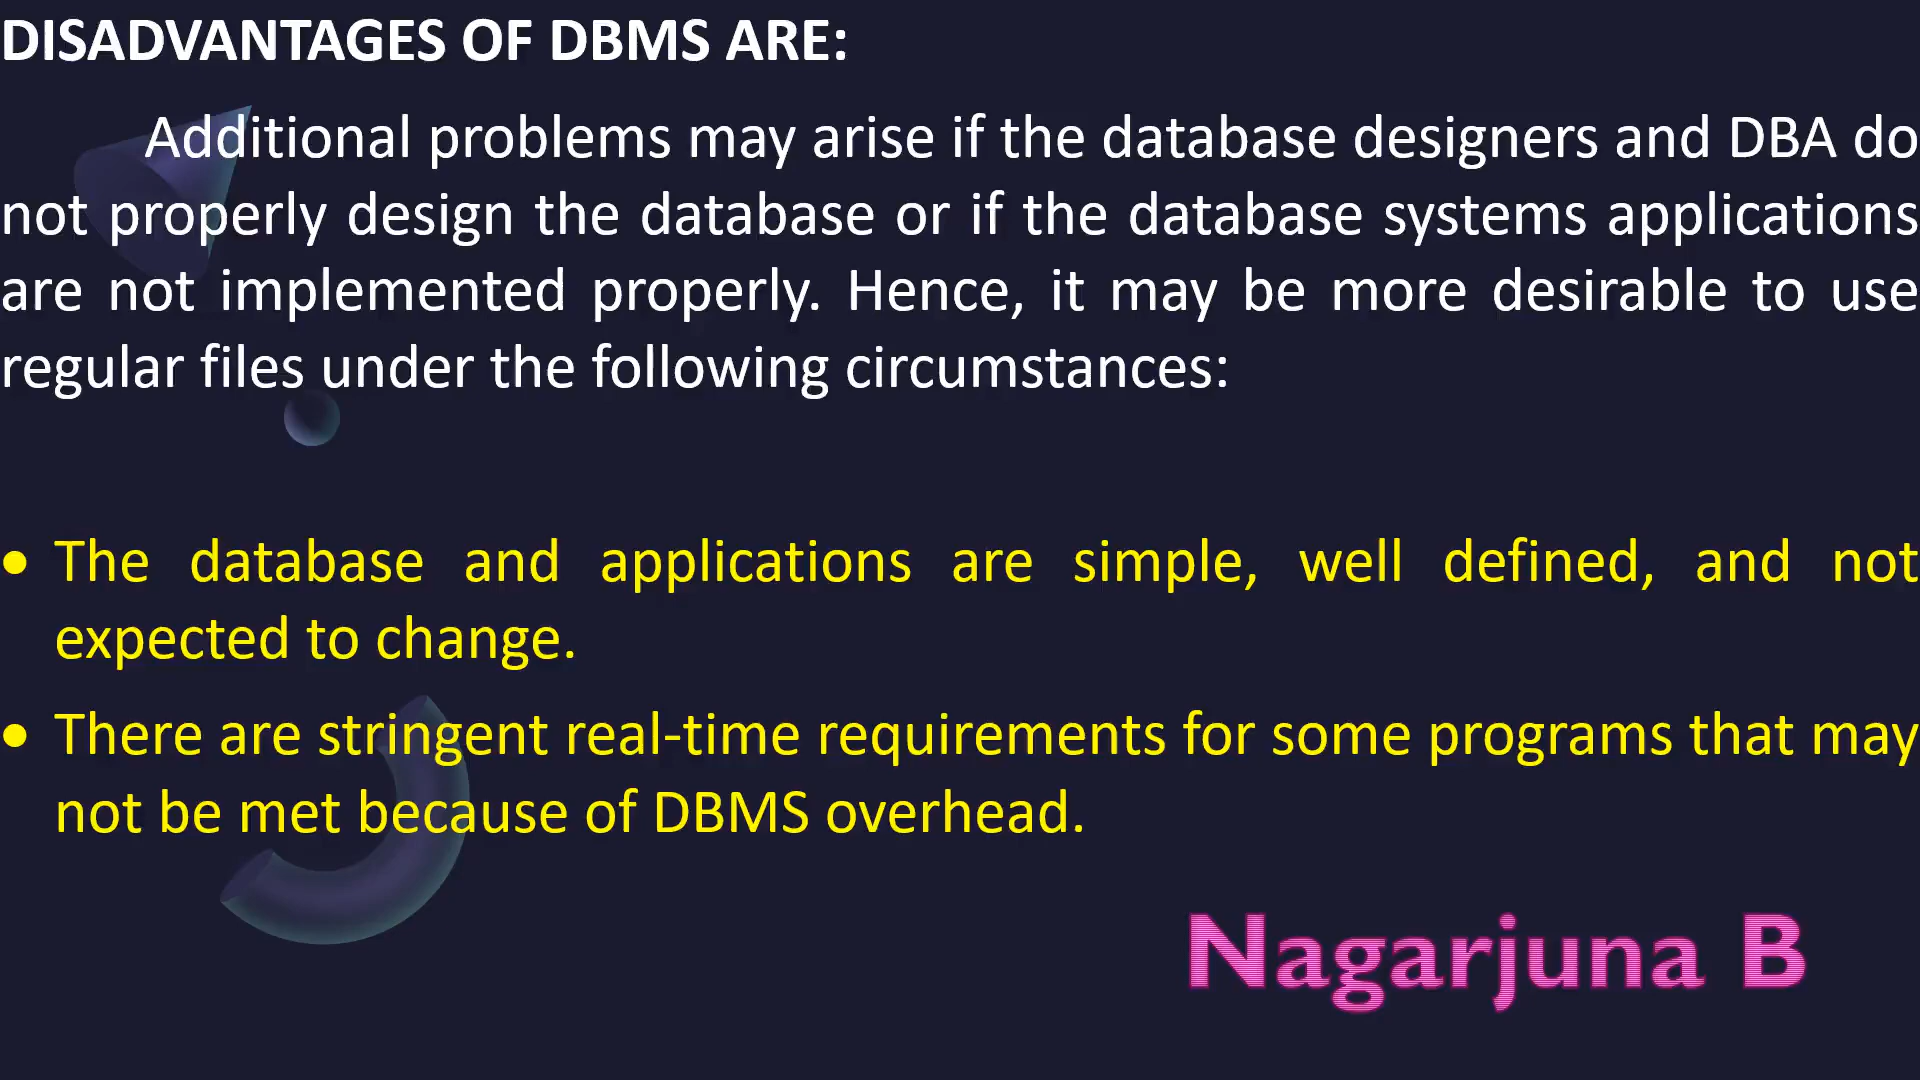 DISADVANTAGES OF DBMS ARE:
Additional problems may arise if the database designers and DBA do
not properly design the database or if the database systems applications
are not implemented properly. Hence, it may be more desirable to use
regular files under the following circumstances:
• The database and applications are simple, well defined, and not
expected to change.
• There are stringent real-time requirements for some programs that may
not be met because of DBMS overhead.
Nagarjuna B